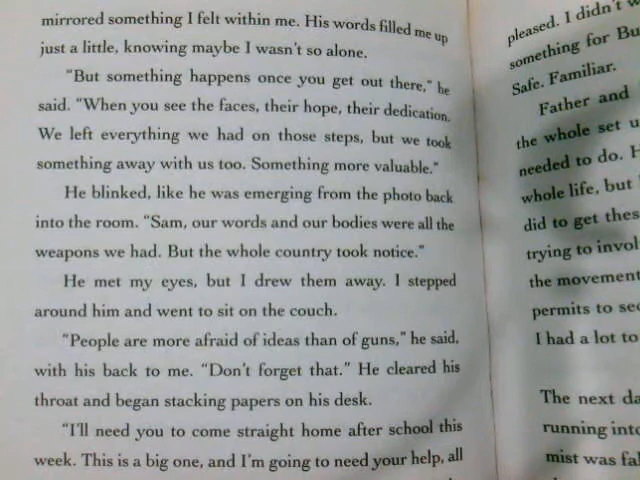 mirrored something I felt within me. His words filled me up
just a little, knowing maybe I wasn't so alone.
"But something happens once you get out there," he
said. "When you see the faces, their hope, their dedication.
We left everything we had on those steps, but we took
something away with us too. Something more valuable."
He blinked, like he was emerging from the photo back
into the room. "Sam, our words and our bodies were all the
weapons we had. But the whole country took notice."
He met my eyes, but I drew them away. I stepped
around him and went to sit on the couch.
"People are more afraid of ideas than of guns," he said,
with his back to me. "Don't forget that." He cleared his
throat and began stacking papers on his desk.
"I'll need you to come straight home after school this
week. This is a big one, and I'm going to need your help, all
pleased. I didn't
something for
Safe. Familiar.
Father and
the whole set
needed to do.
whole life, but
did to get
trying to
the movement
permits to
I had a lot to
The next
running
mist was